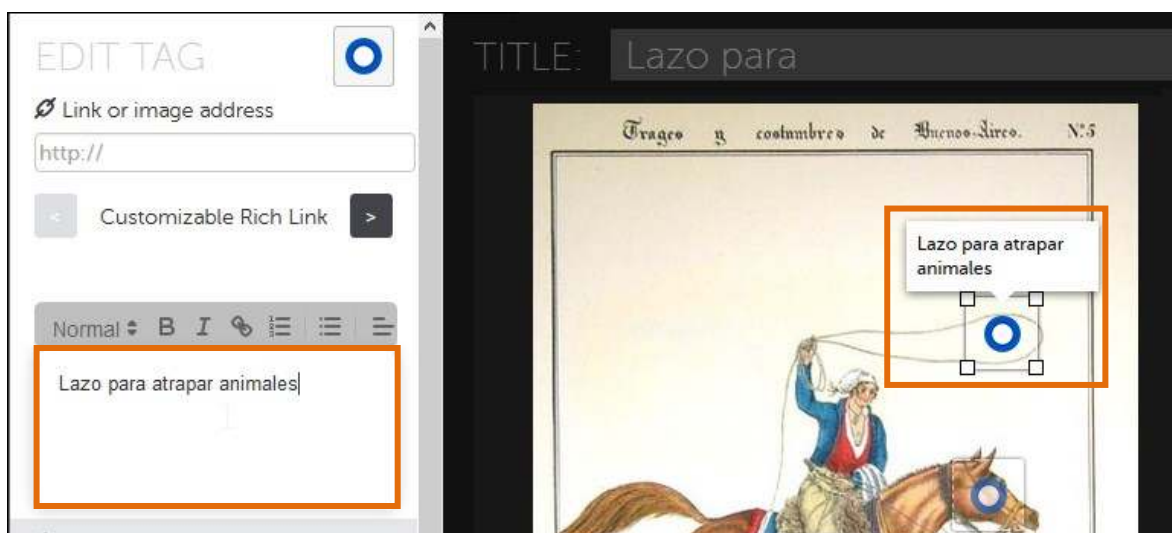 EDIT TAG
Link or image address
http://
< Customizable Rich Link >
Normal B I
Lazo para atrapar animales
TITLE: Lazo para
Trages y costumbres de Buenos-Aires. N.º 5
Lazo para atrapar
animales